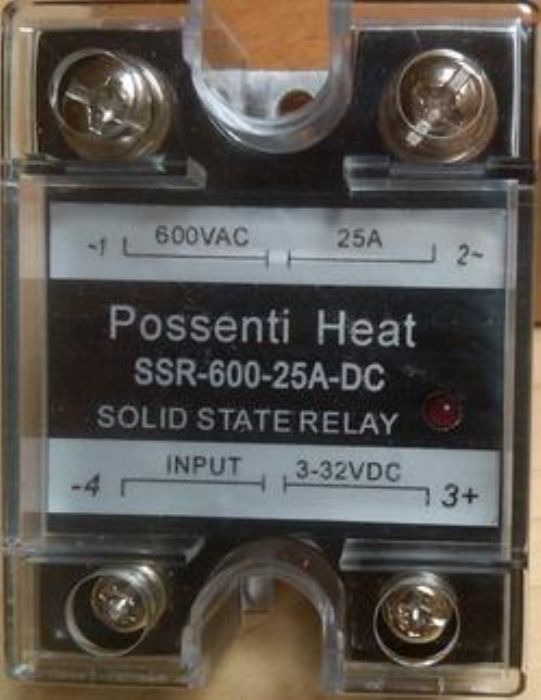 ~1 600VAC 25A 2~
Possenti Heat
SSR-600-25A-DC
SOLID STATE RELAY
-4 INPUT 3-32VDC 3+